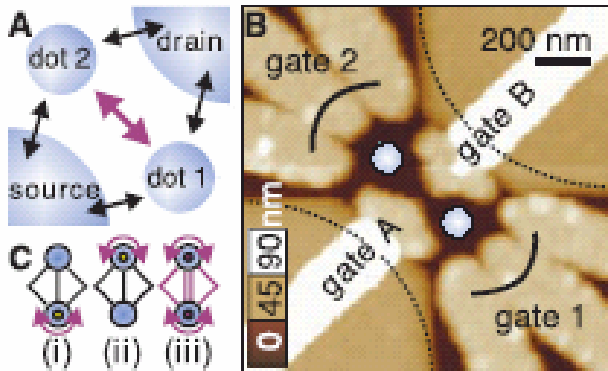 A
dot 2
drain
source
dot 1
C
(i)
(ii)
(iii)
B
200 nm
gate 2
gate B
gate A
gate 1
0 45 90 nm